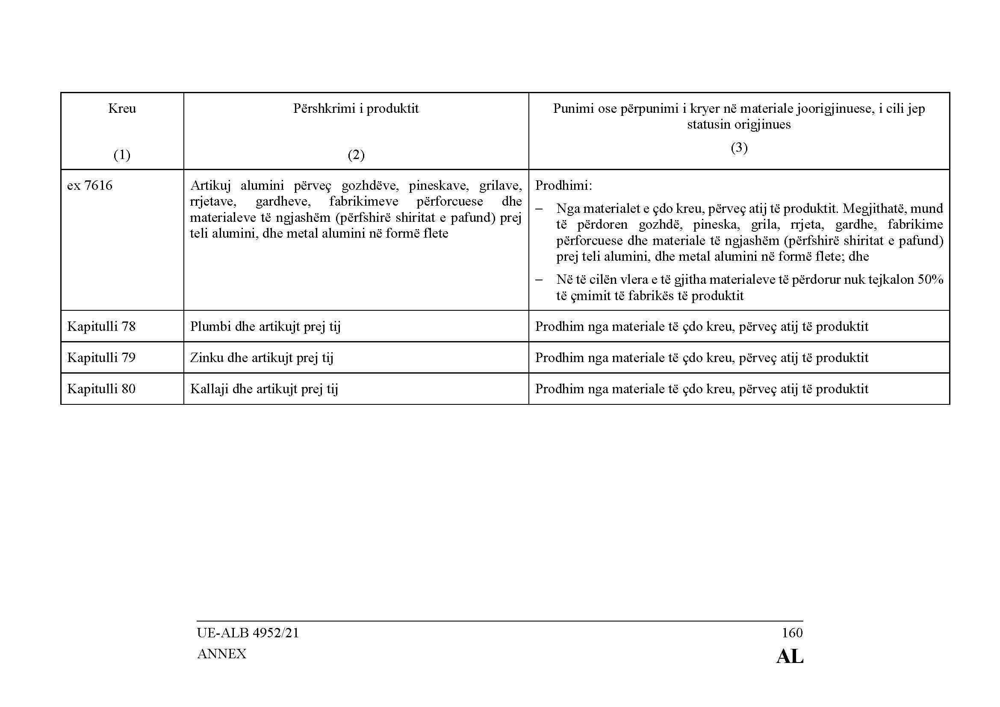 Kreu
(1)
Përshkrimi i produktit
(2)
Punimi ose përpunimi i kryer në materiale joorigjinuese, i cili jep
statusin origjinues
(3)
ex 7616
Artikuj alumini përveç gozhdëve, pineskave, grilave,
rrjetave, gardheve, fabrikimeve përforcuese dhe
materialeve të ngjashëm (përfshirë shiritat e pafund) prej
teli alumini, dhe metal alumini në formë flete
Prodhimi:
– Nga materialet e çdo kreu, përveç atij të produktit. Megjithatë, mund
të përdoren gozhdë, pineska, grila, rrjeta, gardhe, fabrikime
përforcuese dhe materiale të ngjashëm (përfshirë shiritat e pafund)
prej teli alumini, dhe metal alumini në formë flete; dhe
– Në të cilën vlera e të gjitha materialeve të përdorur nuk tejkalon 50%
të çmimit të fabrikës të produktit
Kapitulli 78
Plumbi dhe artikujt prej tij
Prodhim nga materiale të çdo kreu, përveç atij të produktit
Kapitulli 79
Zinku dhe artikujt prej tij
Prodhim nga materiale të çdo kreu, përveç atij të produktit
Kapitulli 80
Kallaji dhe artikujt prej tij
Prodhim nga materiale të çdo kreu, përveç atij të produktit
UE-ALB 4952/21
160
ANNEX
AL